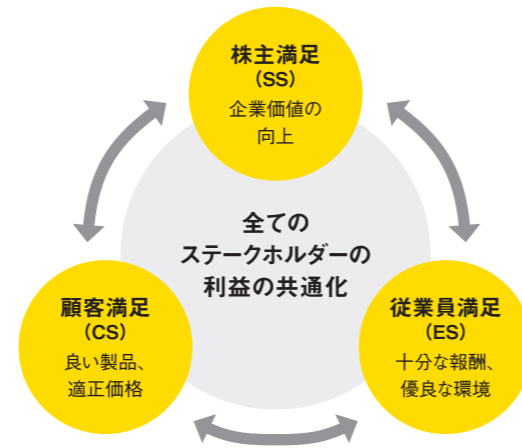 株主満足
(SS)
企業価値の
向上
全ての
ステークホルダーの
利益の共通化
顧客満足
(CS)
良い製品、
適正価格
従業員満足
(ES)
十分な報酬、
優良な環境